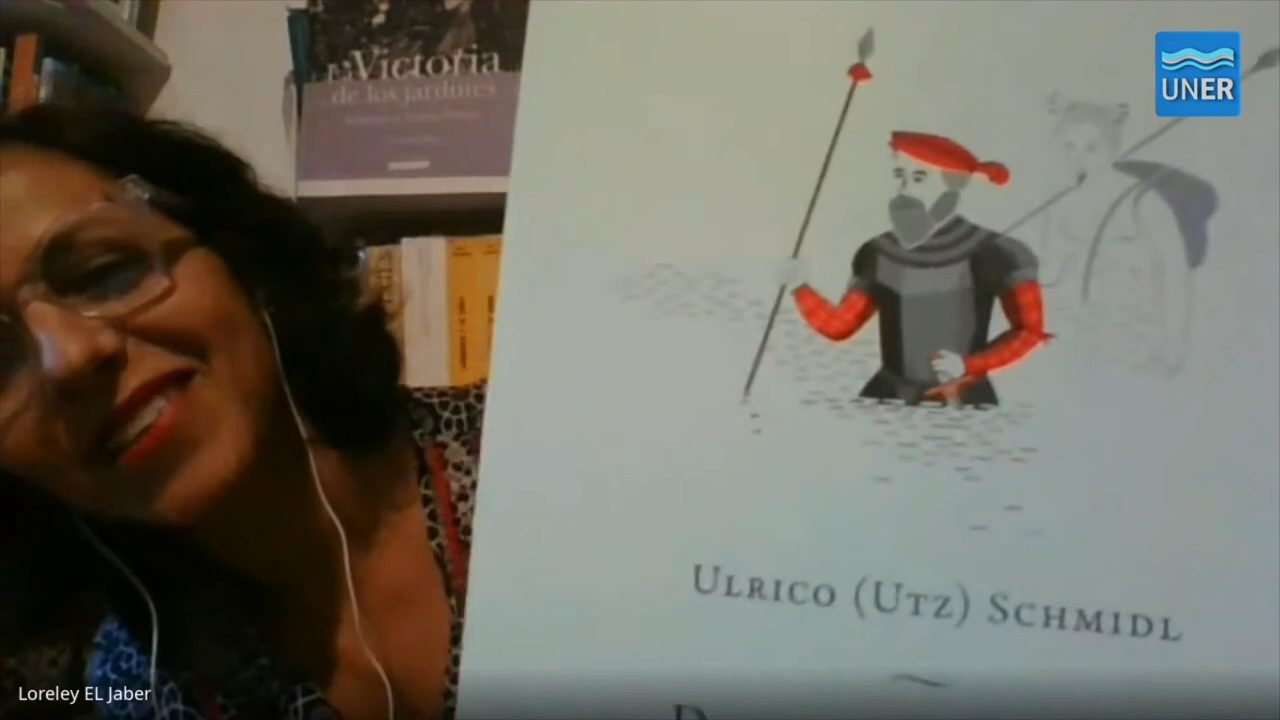 Victoria
de los jardines
UNER
ULRICO (UTZ) SCHMIDL
D
Loreley EL Jaber